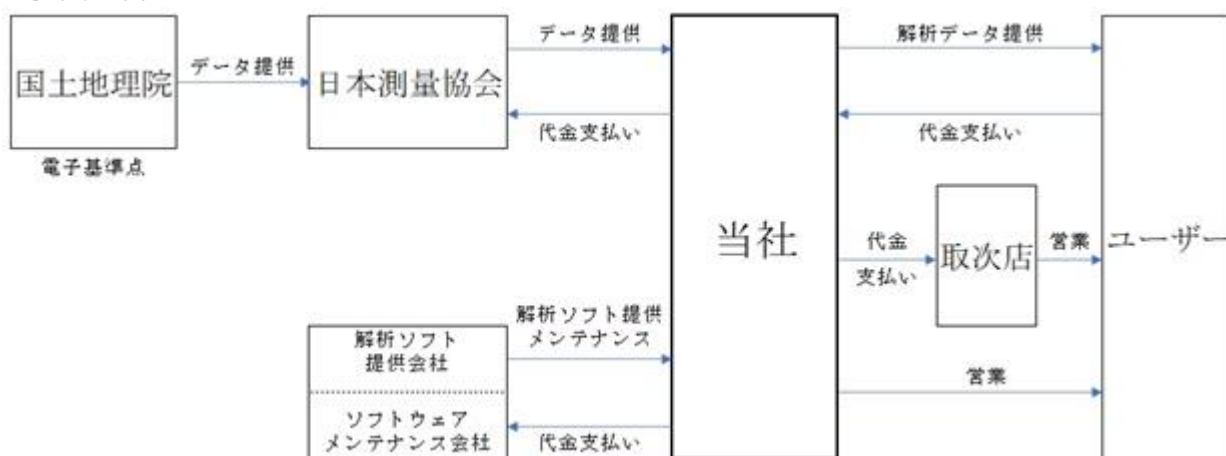 国土地理院
電子基準点
データ提供
日本測量協会
データ提供
代金支払い
解析ソフト
提供会社
ソフトウェア
メンテナンス会社
解析ソフト提供
メンテナンス
代金支払い
当社
解析データ提供
代金支払い
代金
支払い
取次店
営業
営業
ユーザー